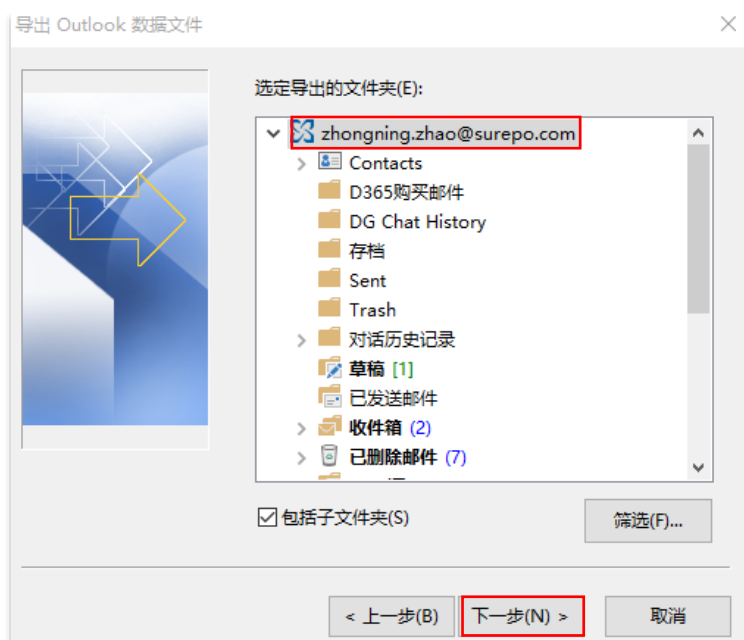 导出 Outlook 数据文件
选定导出的文件夹(E):
zhongning.zhao@surepo.com
Contacts
D365购买邮件
DG Chat History
存档
Sent
Trash
对话历史记录
草稿 [1]
已发送邮件
收件箱 (2)
已删除邮件 (7)
包括子文件夹(S)
筛选(F)...
< 上一步(B) 下一步(N) > 取消